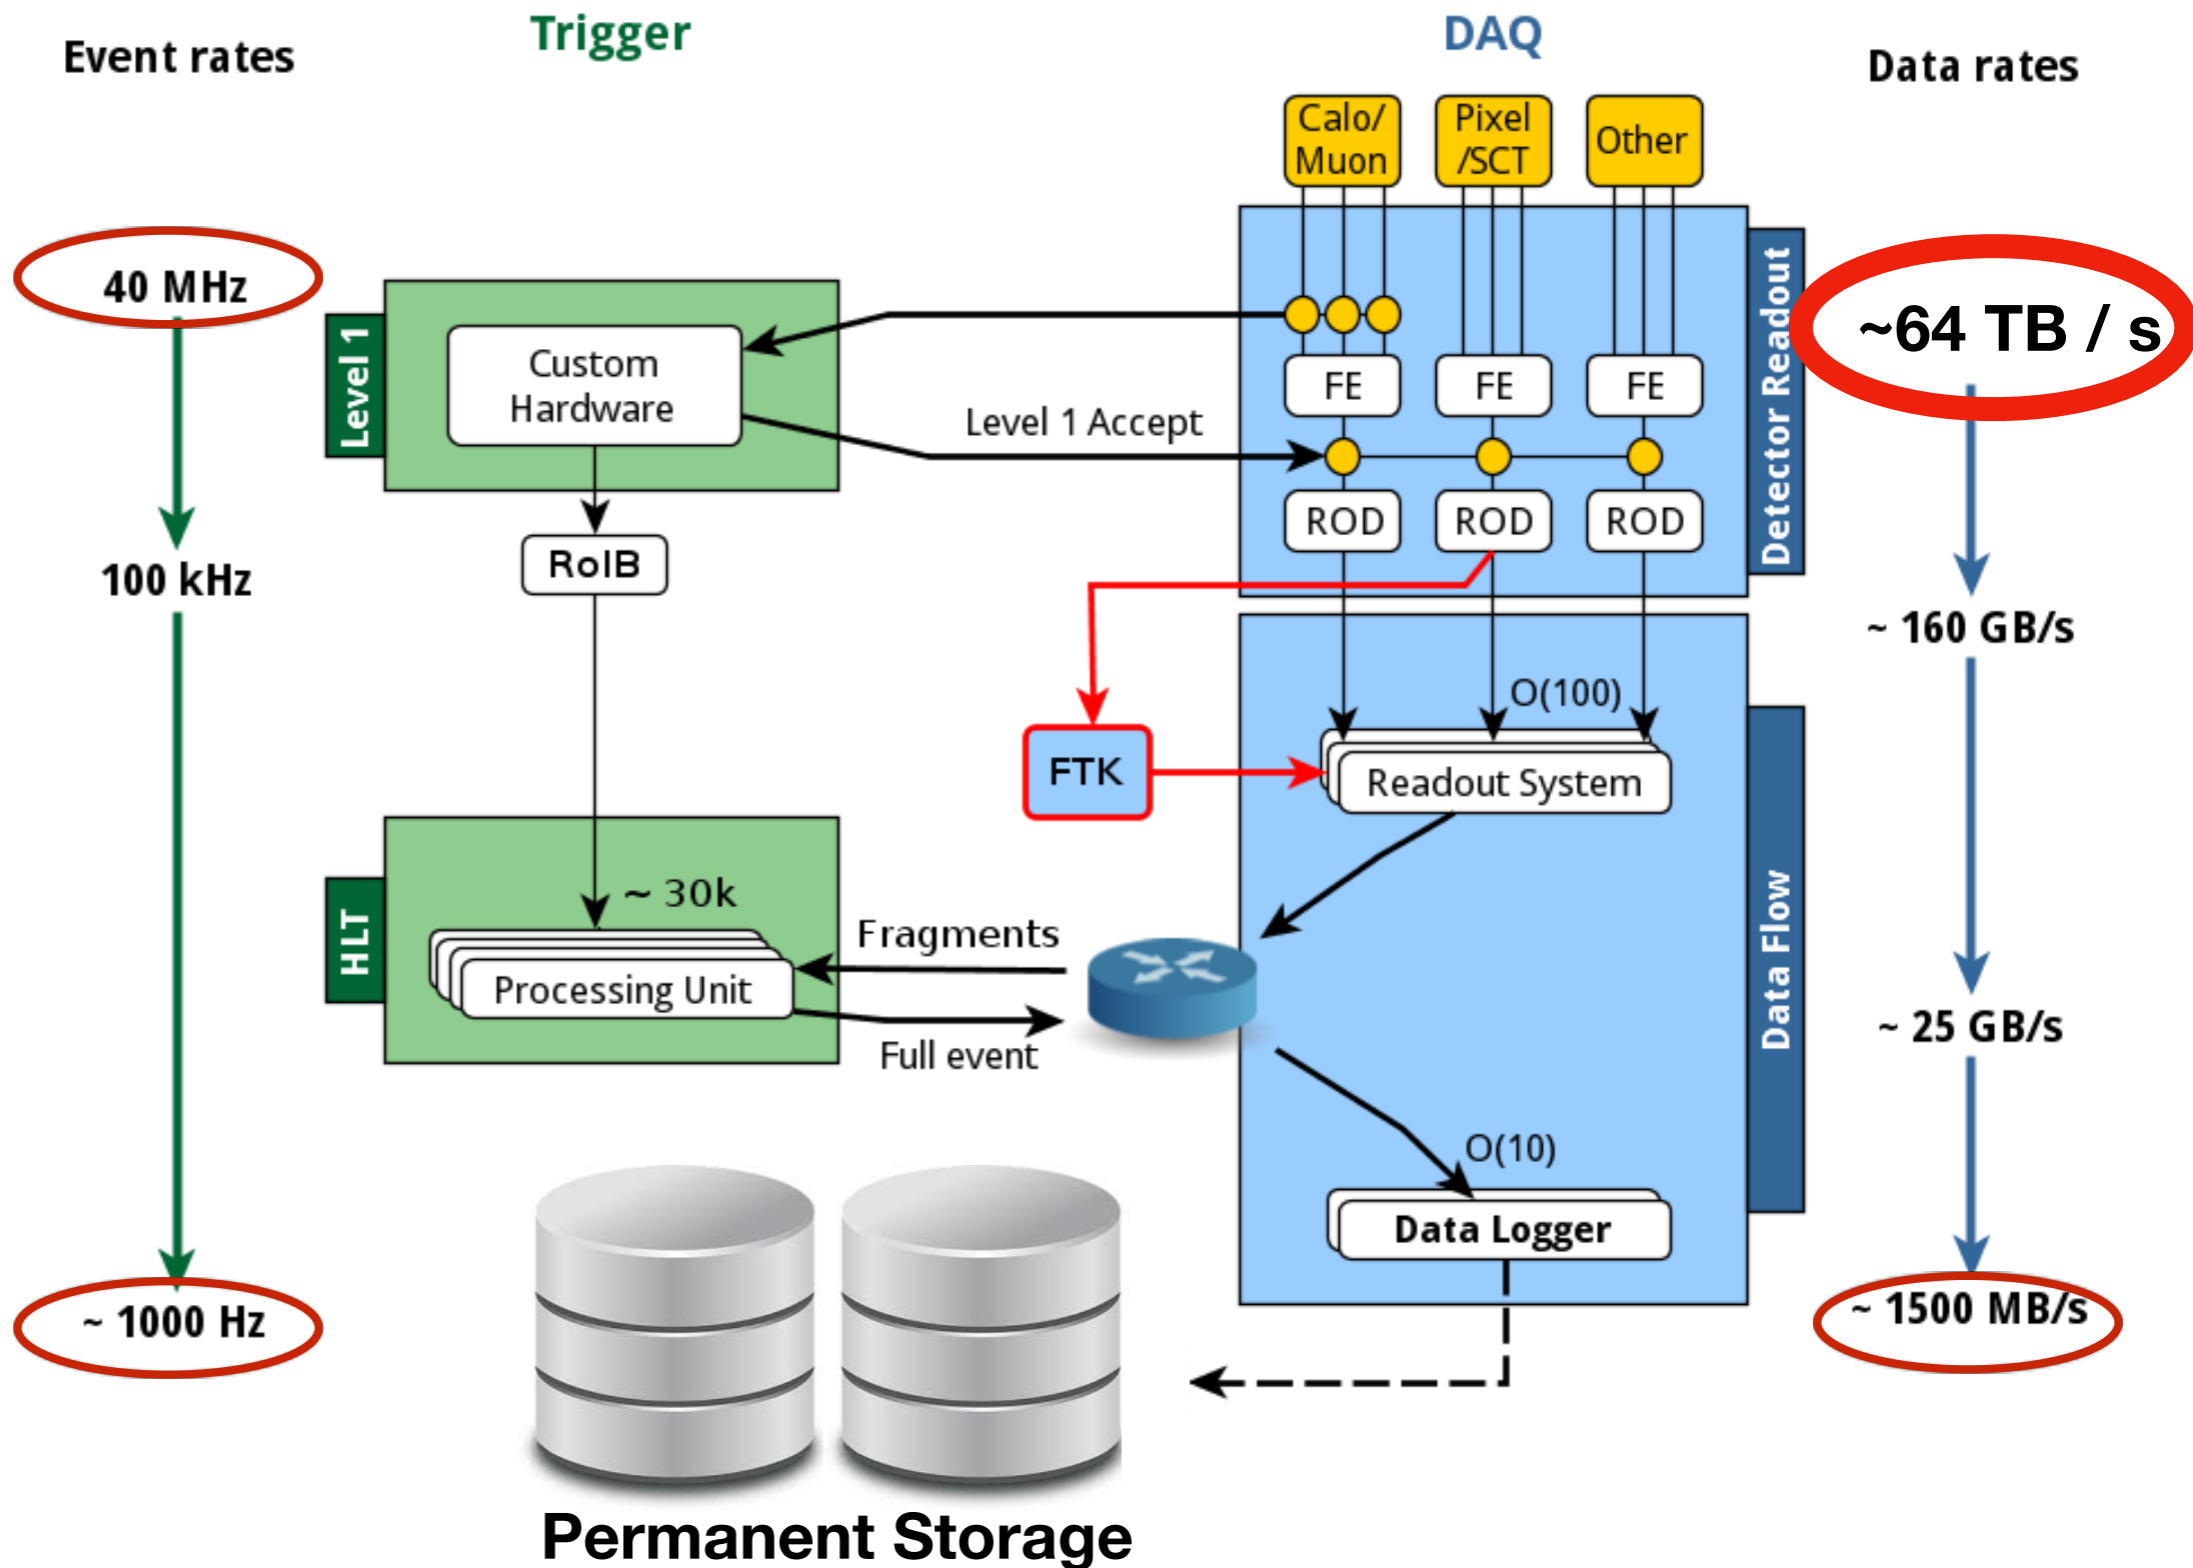 Trigger
DAQ
Event rates
Data rates
Calo/
Muon
Pixel
/SCT
Other
40 MHz
~64 TB / s
Level 1
Custom
Hardware
FE
FE
FE
Detector Readout
Level 1 Accept
ROD
ROD
ROD
RoIB
100 kHz
~ 160 GB/s
O(100)
FTK
Readout System
HLT
~ 30k
Fragments
Processing Unit
Full event
Data Flow
~ 25 GB/s
O(10)
Data Logger
~ 1000 Hz
~ 1500 MB/s
Permanent Storage